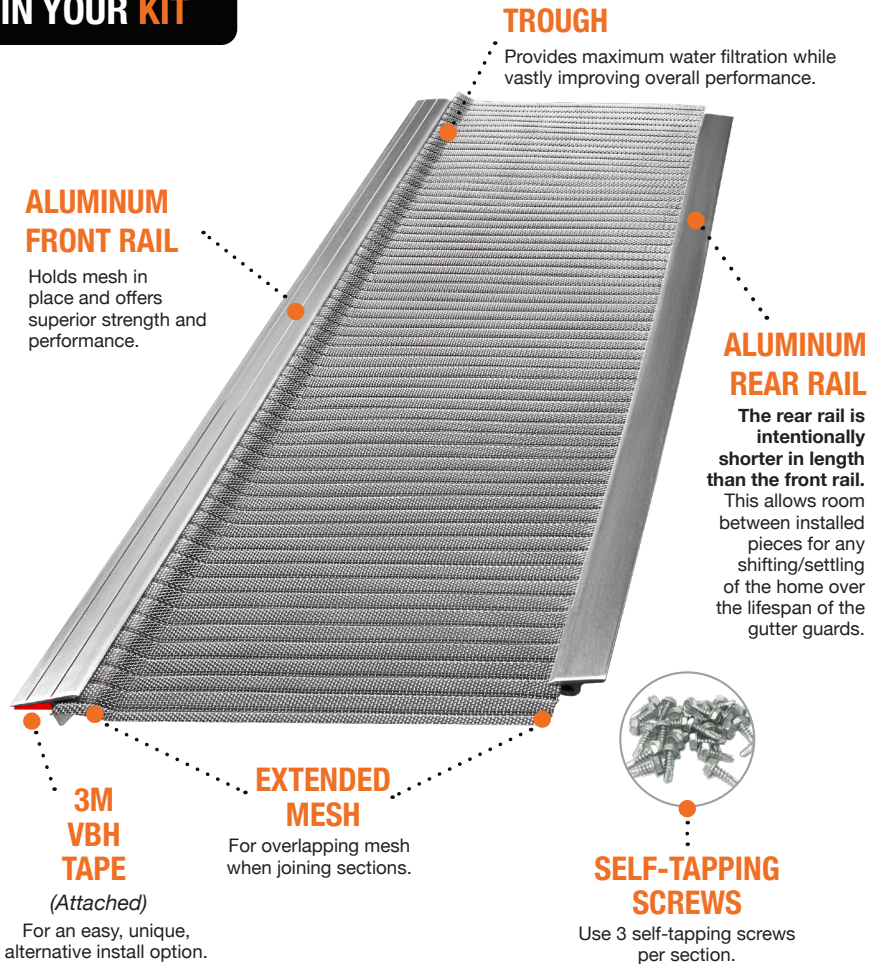 IN YOUR KIT
TROUGH
Provides maximum water filtration while
vastly improving overall performance.
ALUMINUM
FRONT RAIL
Holds mesh in
place and offers
superior strength and
performance.
ALUMINUM
REAR RAIL
The rear rail is
intentionally
shorter in length
than the front rail.
This allows room
between installed
pieces for any
shifting/settling
of the home over
the lifespan of the
gutter guards.
3M
VBH
TAPE
(Attached)
For an easy, unique,
alternative install option.
EXTENDED
MESH
For overlapping mesh
when joining sections.
SELF-TAPPING
SCREWS
Use 3 self-tapping screws
per section.